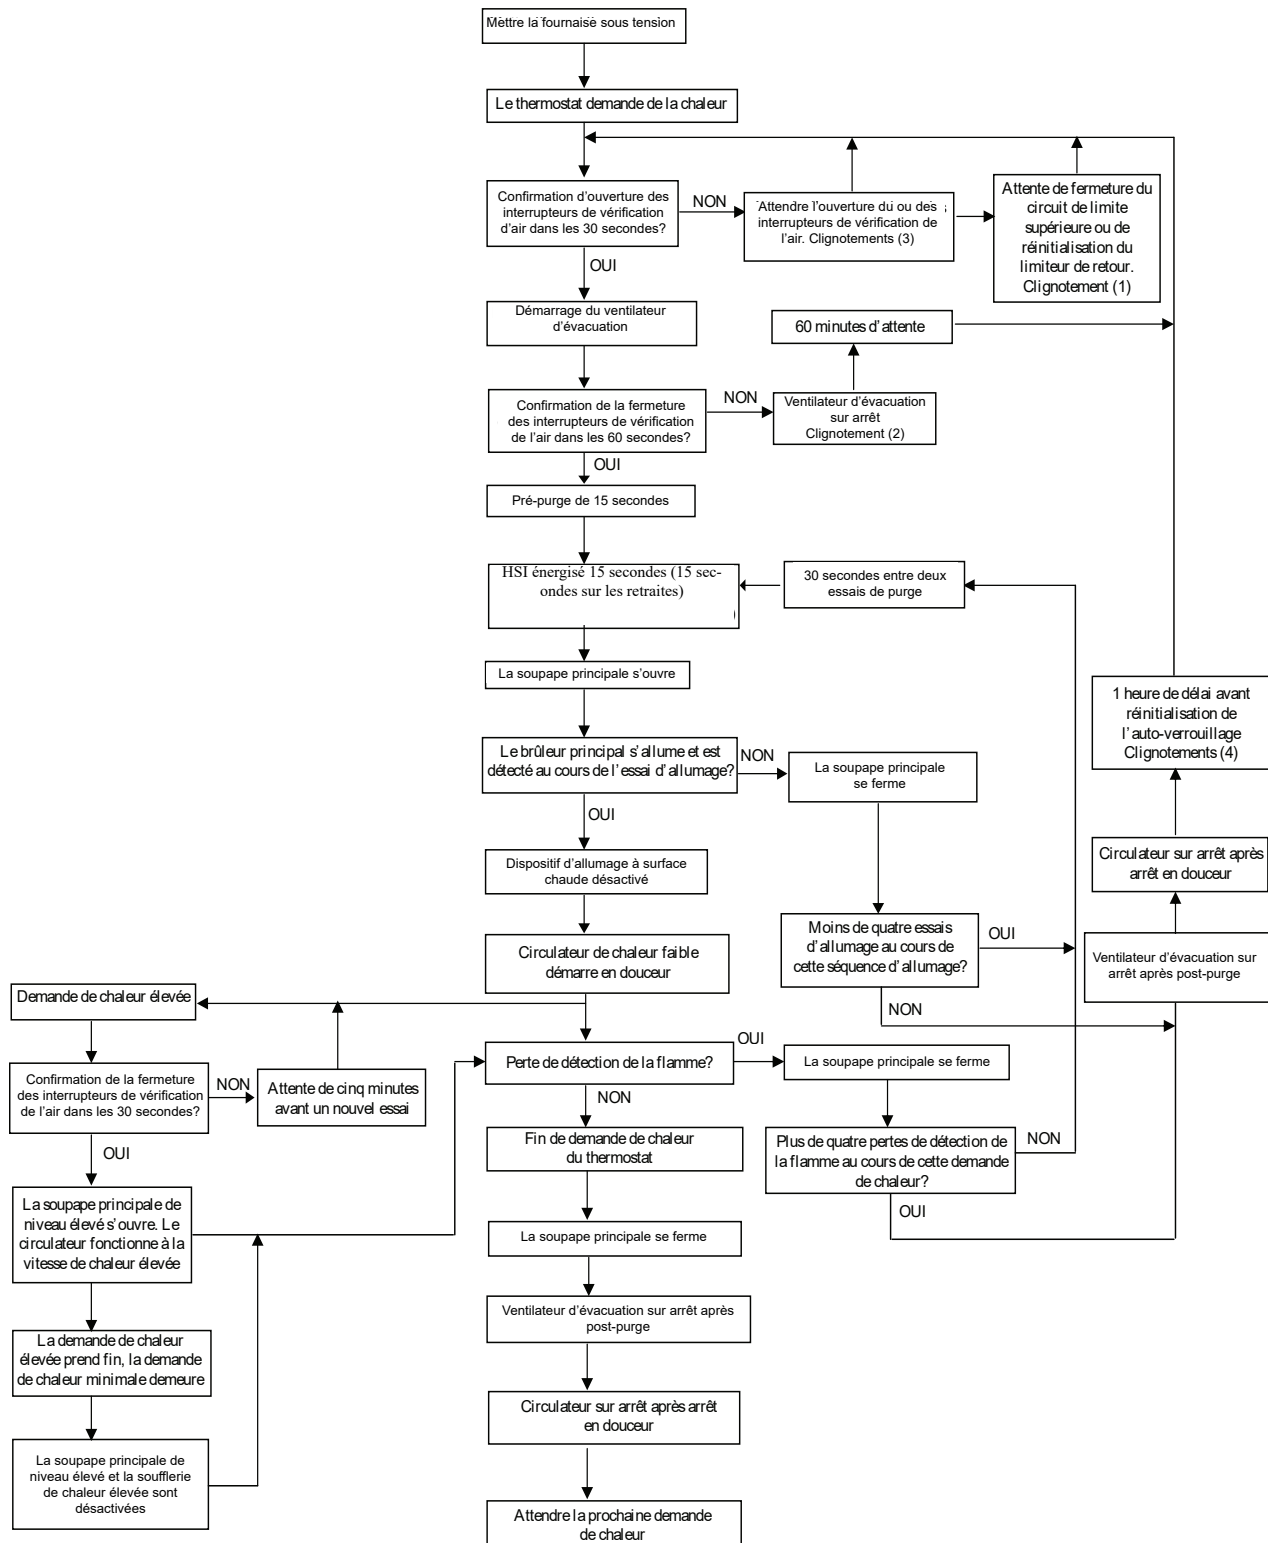 Mettre la fournaise sous tension
Le thermostat demande de la chaleur
Confirmation d'ouverture des
interrupteurs de vérification
d'air dans les 30 secondes?
NON
Attendre l'ouverture du ou des
interrupteurs de vérification de
l'air. Clignotements (3)
Attente de fermeture du
circuit de limite
supérieure ou de
réinitialisation du
limiteur de retour.
Clignotement (1)
OUI
Démarrage du ventilateur
d'évacuation
60 minutes d'attente
Confirmation de la fermeture
des interrupteurs de vérification
de l'air dans les 60 secondes?
NON
Ventilateur d'évacuation
sur arrêt
Clignotement (2)
OUI
Pré-purge de 15 secondes
HSI énergisé 15 secondes (15 sec-
ondes sur les retraites)
30 secondes entre deux
essais de purge
La soupape principale s'ouvre
1 heure de délai avant
réinitialisation de
l'auto-verrouillage
Clignotements (4)
Le brûleur principal s'allume et est
détecté au cours de l'essai d'allumage?
NON
La soupape principale
se ferme
OUI
Dispositif d'allumage à surface
chaude désactivé
Circulateur sur arrêt après
arrêt en douceur
Moins de quatre essais
d'allumage au cours de
cette séquence d'allumage?
OUI
Circulateur de chaleur faible
démarre en douceur
Ventilateur d'évacuation sur
arrêt après post-purge
Demande de chaleur élevée
NON
Perte de détection de la flamme?
OUI
La soupape principale se ferme
Confirmation de la fermeture
des interrupteurs de vérification
de l'air dans les 30 secondes?
NON
Attente de cinq minutes
avant un nouvel essai
NON
Fin de demande de chaleur
du thermostat
Plus de quatre pertes de détection de
la flamme au cours de cette demande
de chaleur?
NON
OUI
La soupape principale de
niveau élevé s'ouvre. Le
circulateur fonctionne à la
vitesse de chaleur élevée
OUI
La soupape principale se ferme
Ventilateur d'évacuation sur arrêt après
post-purge
La demande de chaleur
élevée prend fin, la demande
de chaleur minimale demeure
Circulateur sur arrêt après arrêt
en douceur
La soupape principale de
niveau élevé et la soufflerie
de chaleur élevée sont
désactivées
Attendre la prochaine demande
de chaleur